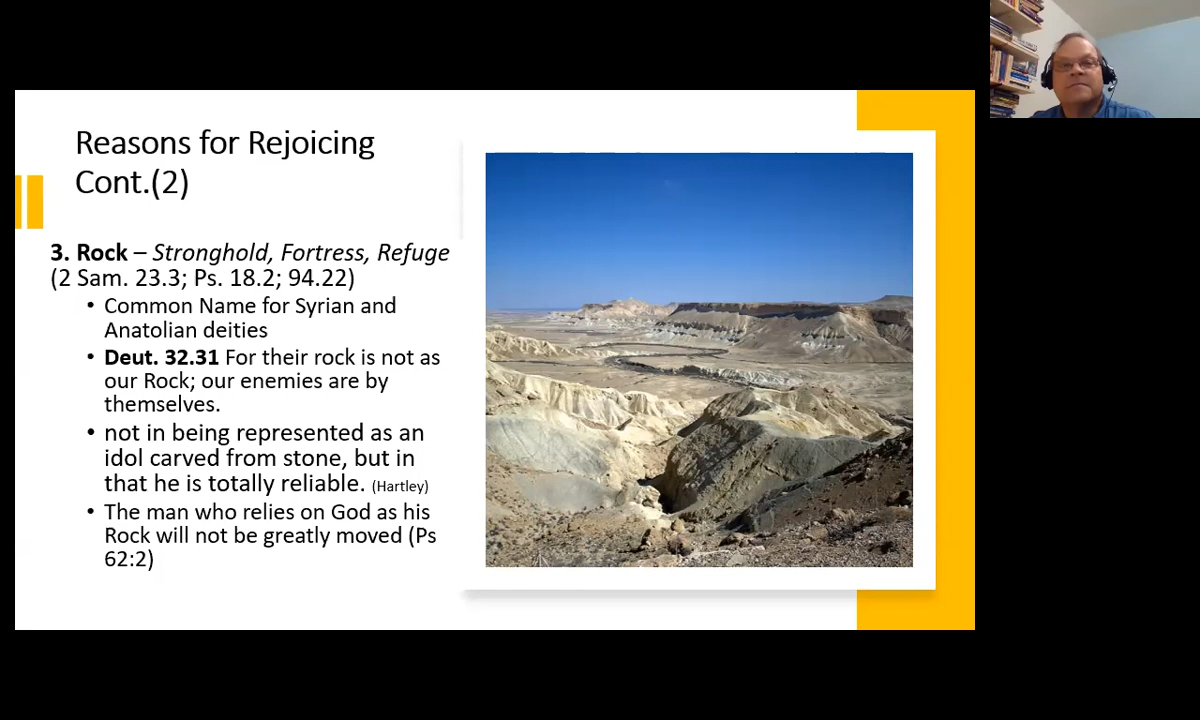 Reasons for Rejoicing
Cont.(2)
3. Rock – Stronghold, Fortress, Refuge
(2 Sam. 23.3; Ps. 18.2; 94.22)
• Common Name for Syrian and
Anatolian deities
• Deut. 32.31 For their rock is not as
our Rock; our enemies are by
themselves.
• not in being represented as an
idol carved from stone, but in
that he is totally reliable. (Hartley)
• The man who relies on God as his
Rock will not be greatly moved (Ps
62:2)